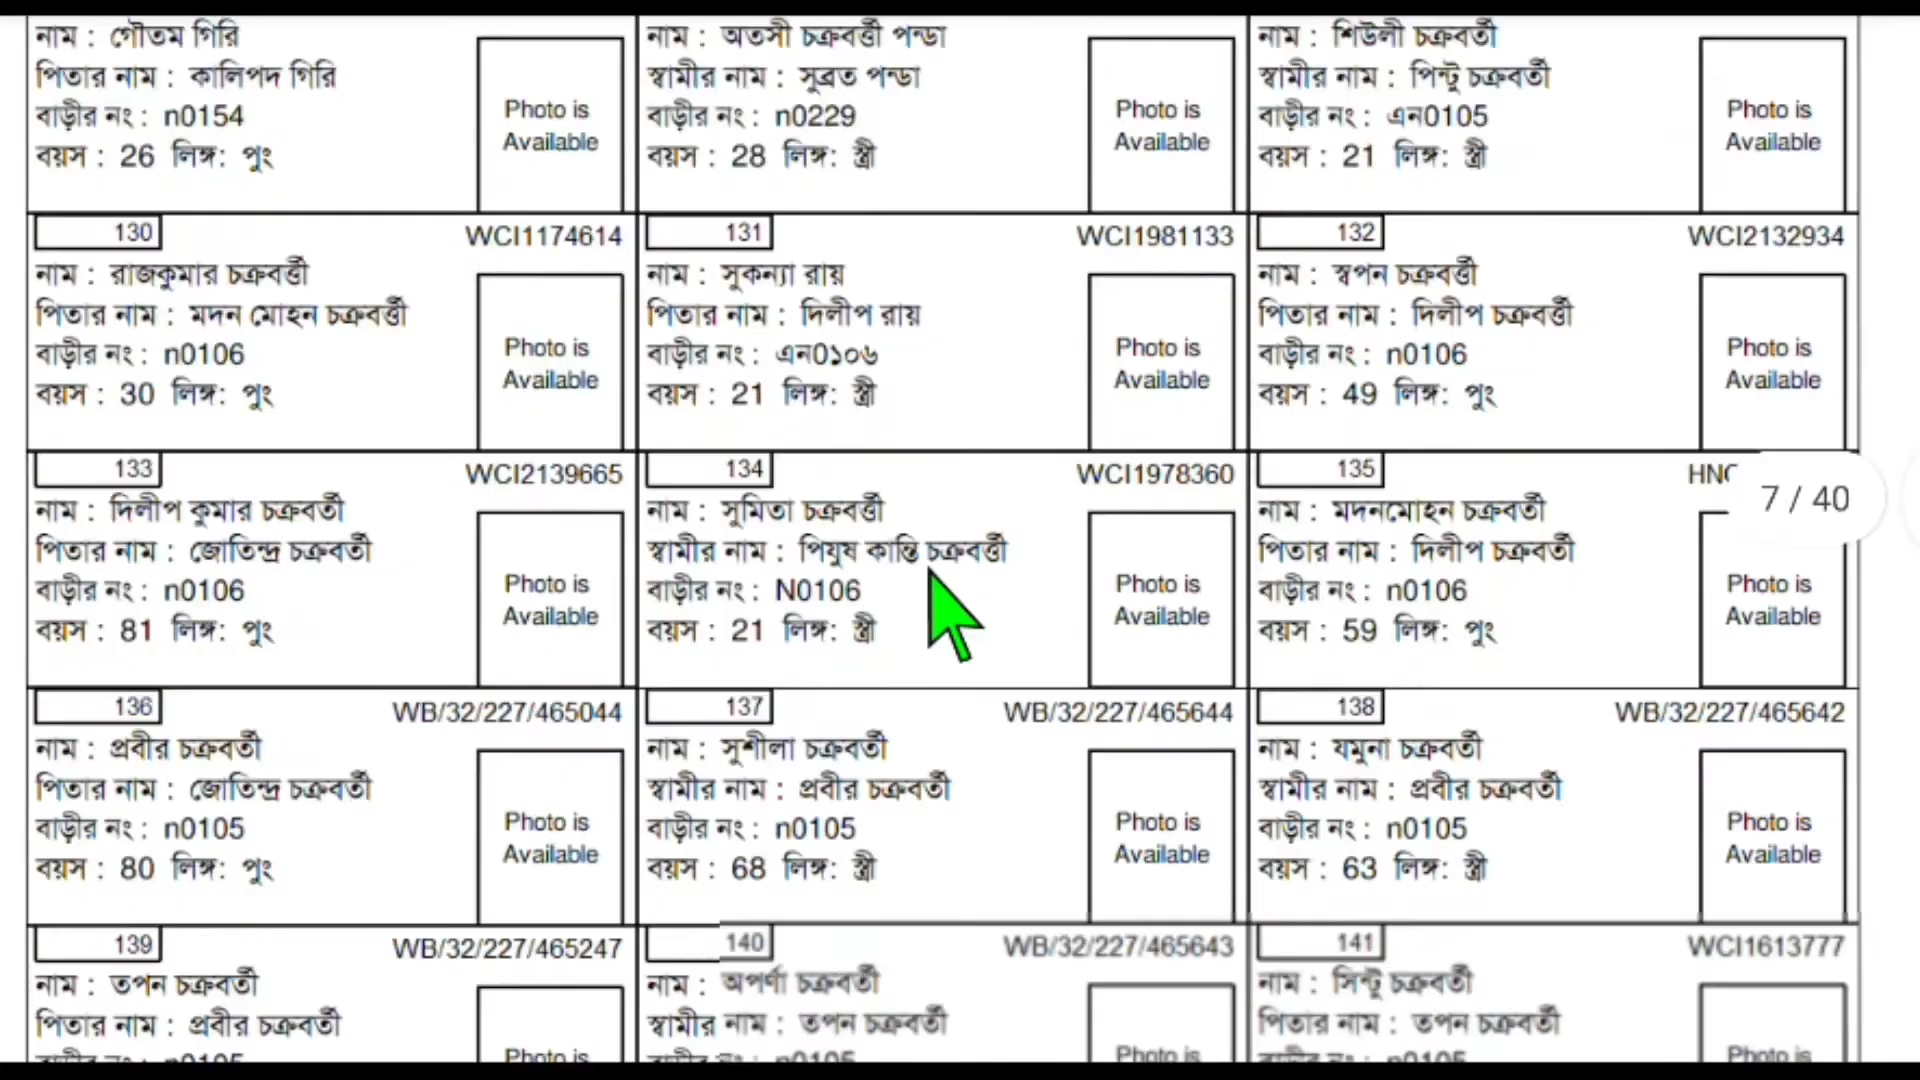 নাম : গৌতম গিরি
পিতার নাম : কালিপদ গিরি
বাড়ীর নং : n0154
বয়স : 26 লিঙ্গ: পুং
Photo is
Available
নাম : অতসী চক্রবর্ত্তী পন্ডা
স্বামীর নাম : সুব্রত পন্ডা
বাড়ীর নং : n0229
বয়স : 28 লিঙ্গ: স্ত্রী
Photo is
Available
নাম : শিউলী চক্রবর্তী
স্বামীর নাম : পিন্টু চক্রবর্তী
বাড়ীর নং : এন0105
বয়স : 21 লিঙ্গ: স্ত্রী
Photo is
Available
130 WCI1174614
নাম : রাজকুমার চক্রবর্ত্তী
পিতার নাম : মদন মোহন চক্রবর্ত্তী
বাড়ীর নং : n0106
বয়স : 30 লিঙ্গ: পুং
Photo is
Available
131 WCI1981133
নাম : সুকন্যা রায়
পিতার নাম : দিলীপ রায়
বাড়ীর নং : এন0১০৬
বয়স : 21 লিঙ্গ: স্ত্রী
Photo is
Available
132 WCI2132934
নাম : স্বপন চক্রবর্ত্তী
পিতার নাম : দিলীপ চক্রবর্ত্তী
বাড়ীর নং : n0106
বয়স : 49 লিঙ্গ: পুং
Photo is
Available
133 WCI2139665
নাম : দিলীপ কুমার চক্রবর্তী
পিতার নাম : জোতিন্দ্র চক্রবর্তী
বাড়ীর নং : n0106
বয়স : 81 লিঙ্গ: পুং
Photo is
Available
134 WCI1978360
নাম : সুমিতা চক্রবর্ত্তী
স্বামীর নাম : পিযুষ কান্তি চক্রবর্ত্তী
বাড়ীর নং : N0106
বয়স : 21 লিঙ্গ: স্ত্রী
Photo is
Available
135
7 / 40
নাম : মদনমোহন চক্রবর্তী
পিতার নাম : দিলীপ চক্রবর্তী
বাড়ীর নং : n0106
বয়স : 59 লিঙ্গ: পুং
Photo is
Available
136 WB/32/227/465044
নাম : প্রবীর চক্রবর্তী
পিতার নাম : জোতিন্দ্র চক্রবর্তী
বাড়ীর নং : n0105
বয়স : 80 লিঙ্গ: পুং
Photo is
Available
137 WB/32/227/465644
নাম : সুশীলা চক্রবর্তী
স্বামীর নাম : প্রবীর চক্রবর্তী
বাড়ীর নং : n0105
বয়স : 68 লিঙ্গ: স্ত্রী
Photo is
Available
138 WB/32/227/465642
নাম : যমুনা চক্রবর্তী
স্বামীর নাম : প্রবীর চক্রবর্তী
বাড়ীর নং : n0105
বয়স : 63 লিঙ্গ: স্ত্রী
Photo is
Available
139 WB/32/227/465247
নাম : তপন চক্রবর্তী
পিতার নাম : প্রবীর চক্রবর্তী
বাড়ীর নং : n0105
Photo is
140 WB/32/227/465643
নাম : অপর্ণা চক্রবর্তী
স্বামীর নাম : তপন চক্রবর্তী
বাড়ীর নং : n0105
Photo is
141 WCI1613777
নাম : সিন্টু চক্রবর্তী
পিতার নাম : তপন চক্রবর্তী
বাড়ীর নং : n0105
Photo is